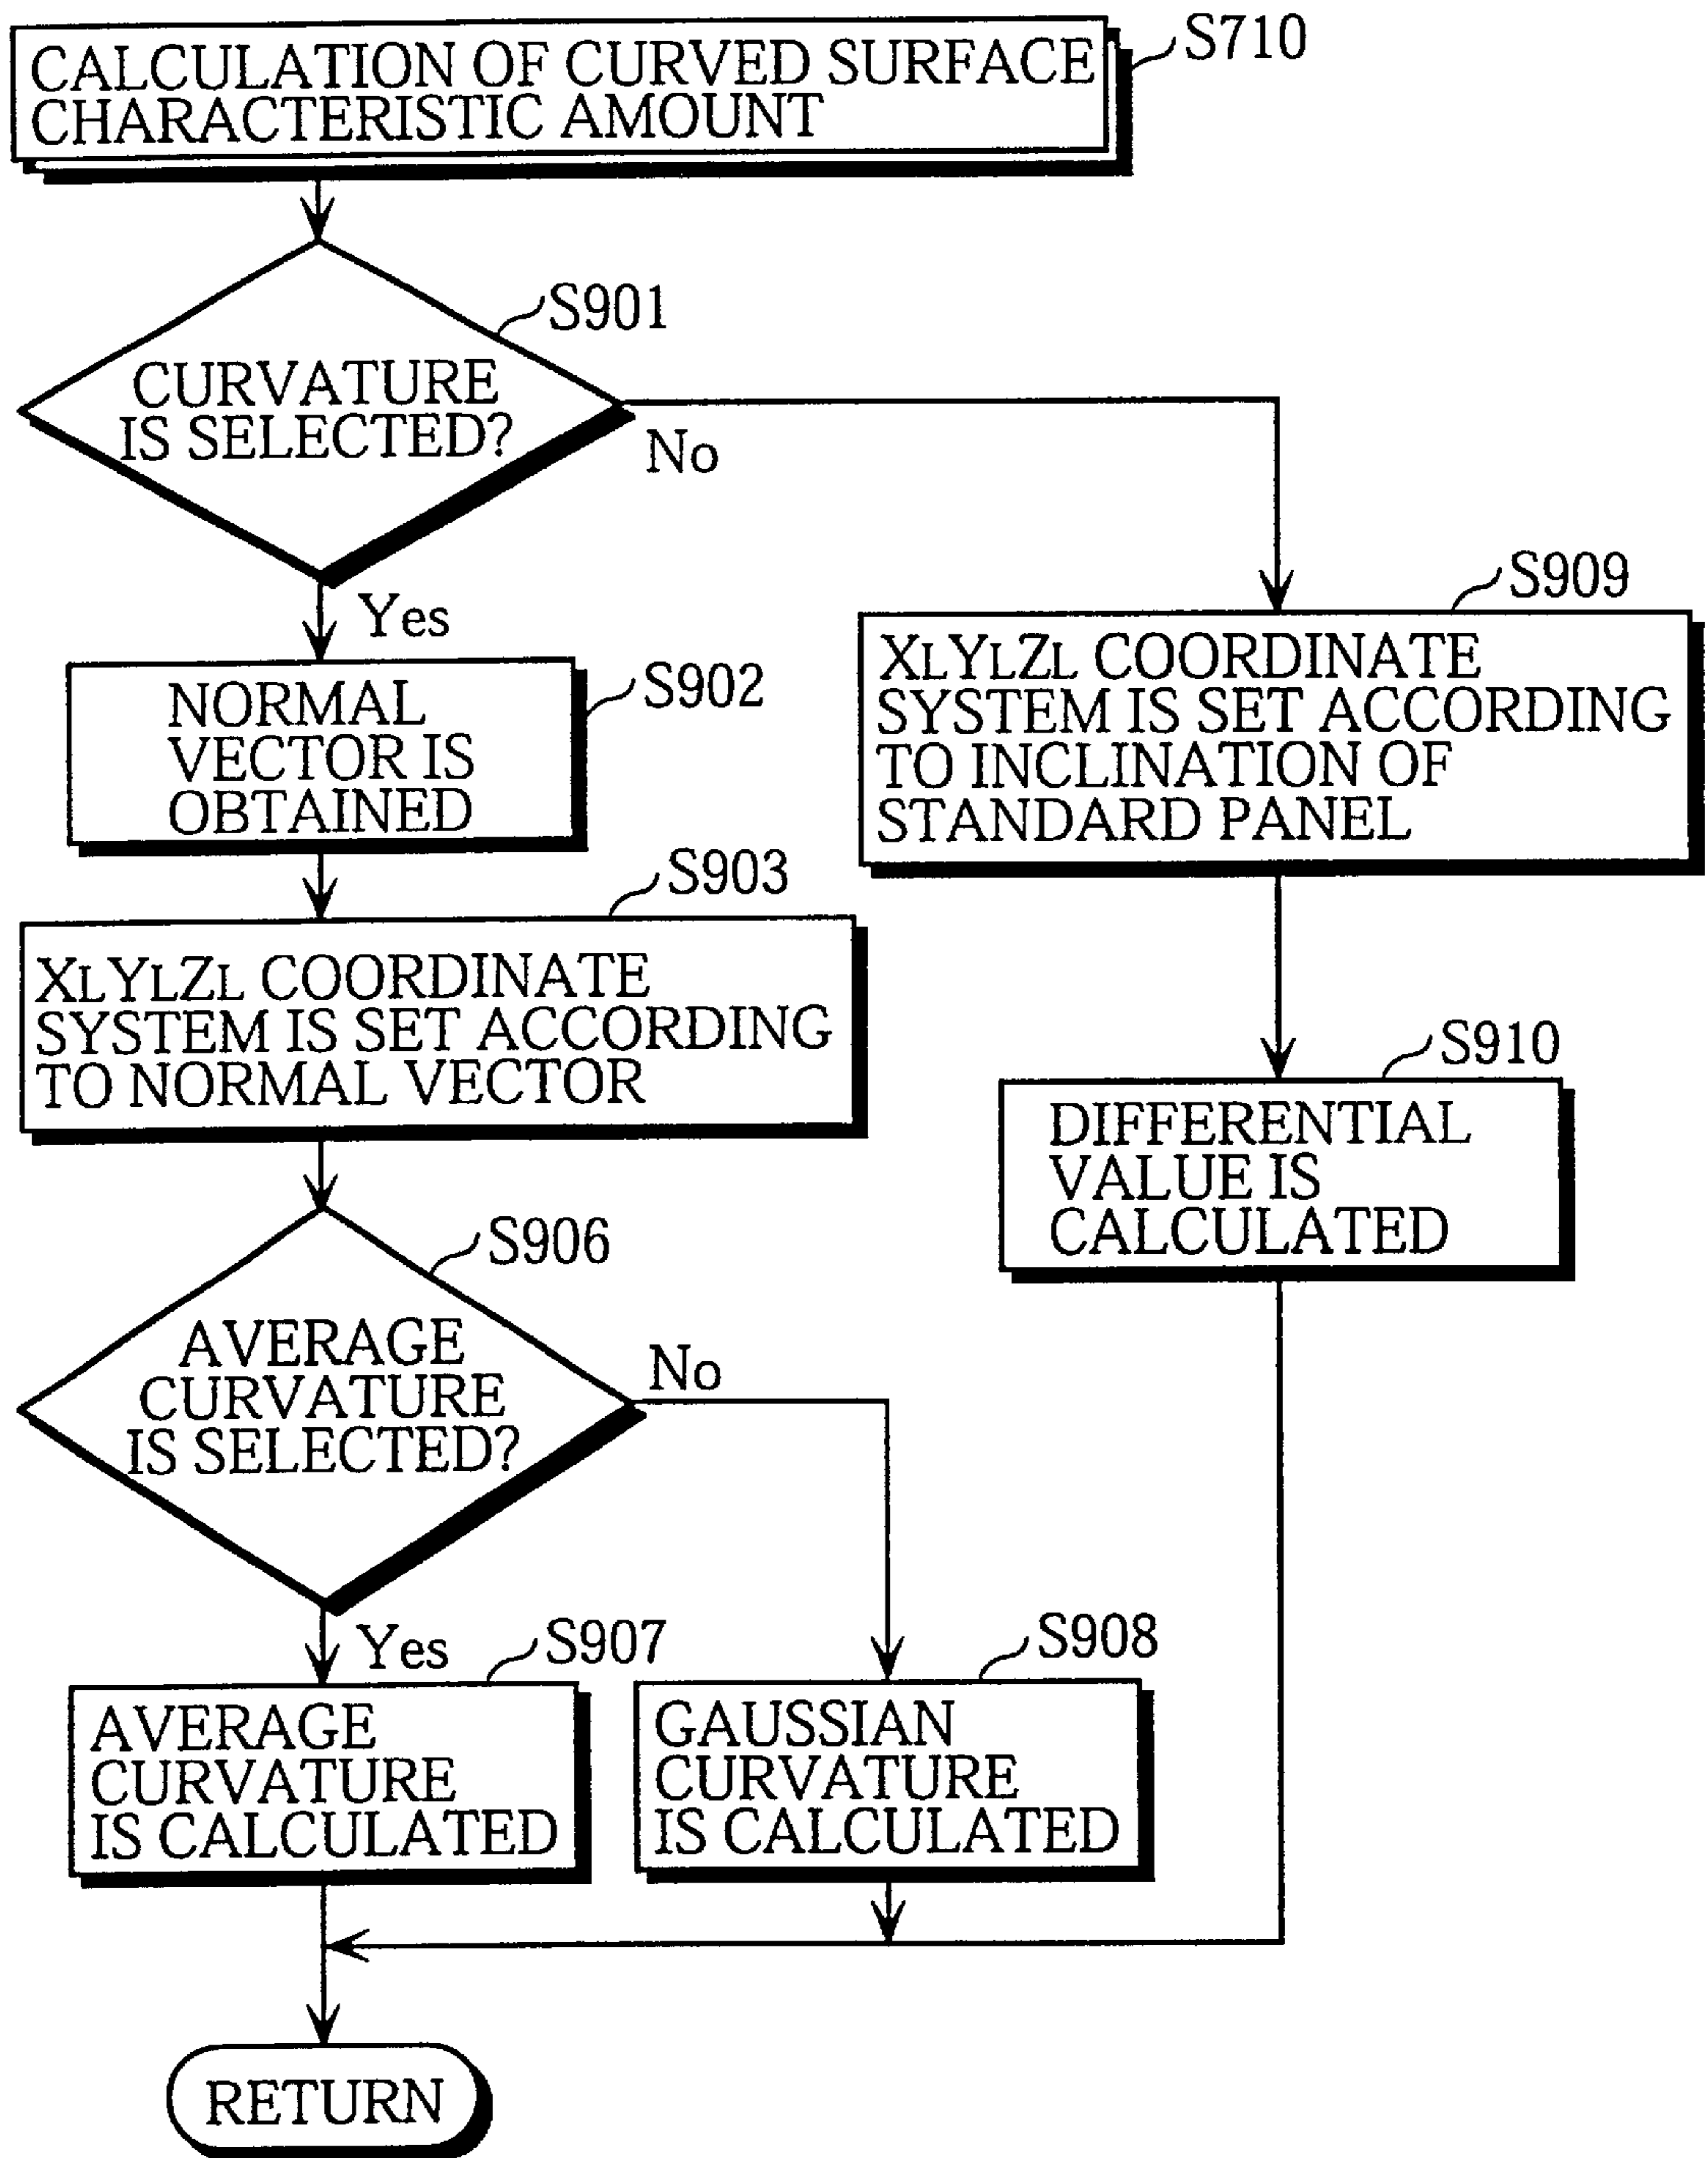 S710
CALCULATION OF CURVED SURFACE
CHARACTERISTIC AMOUNT
S901
CURVATURE
IS SELECTED?
No
Yes
S902
NORMAL
VECTOR IS
OBTAINED
S909
XLYLZL COORDINATE
SYSTEM IS SET ACCORDING
TO INCLINATION OF
STANDARD PANEL
S903
XLYLZL COORDINATE
SYSTEM IS SET ACCORDING
TO NORMAL VECTOR
S910
DIFFERENTIAL
VALUE IS
CALCULATED
S906
AVERAGE
CURVATURE
IS SELECTED?
No
Yes
S907
AVERAGE
CURVATURE
IS CALCULATED
S908
GAUSSIAN
CURVATURE
IS CALCULATED
RETURN